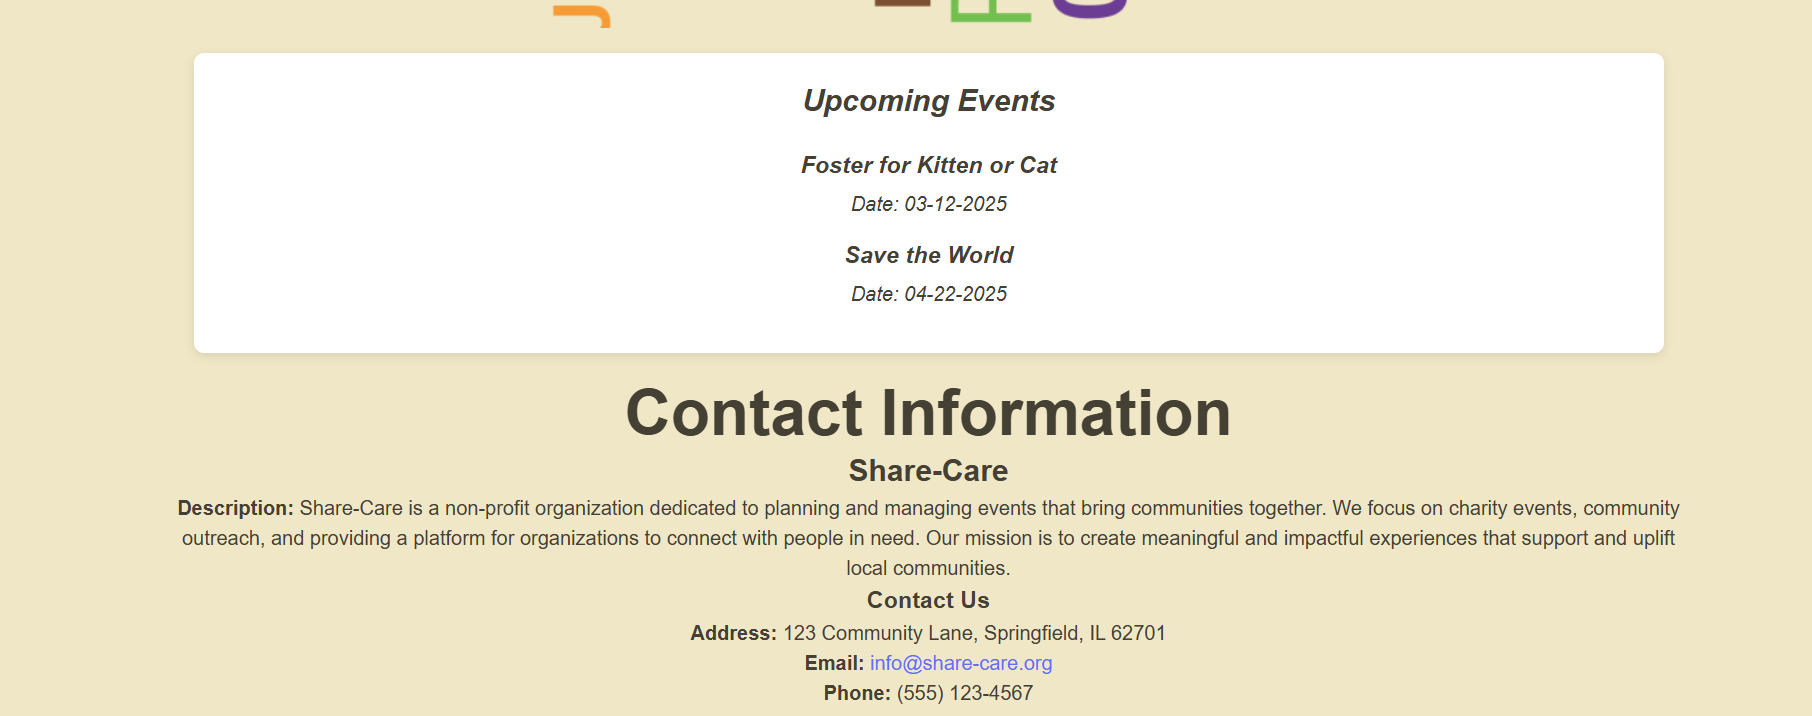 Upcoming Events
Foster for Kitten or Cat
Date: 03-12-2025
Save the World
Date: 04-22-2025
Contact Information
Share-Care
Description: Share-Care is a non-profit organization dedicated to planning and managing events that bring communities together. We focus on charity events, community
outreach, and providing a platform for organizations to connect with people in need. Our mission is to create meaningful and impactful experiences that support and uplift
local communities.
Contact Us
Address: 123 Community Lane, Springfield, IL 62701
Email: info@share-care.org
Phone: (555) 123-4567